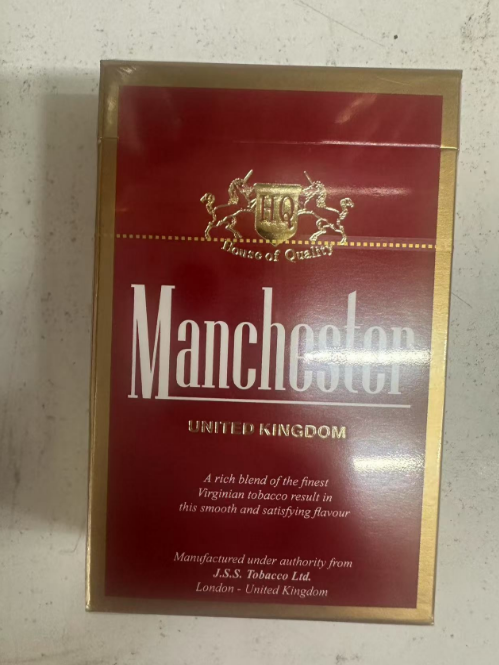 HQ
House of Quality
Manchester
UNITED KINGDOM
A rich blend of the finest
Virginian tobacco result in
this smooth and satisfying flavour
Manufactured under authority from
J.S.S. Tobacco Ltd.
London - United Kingdom